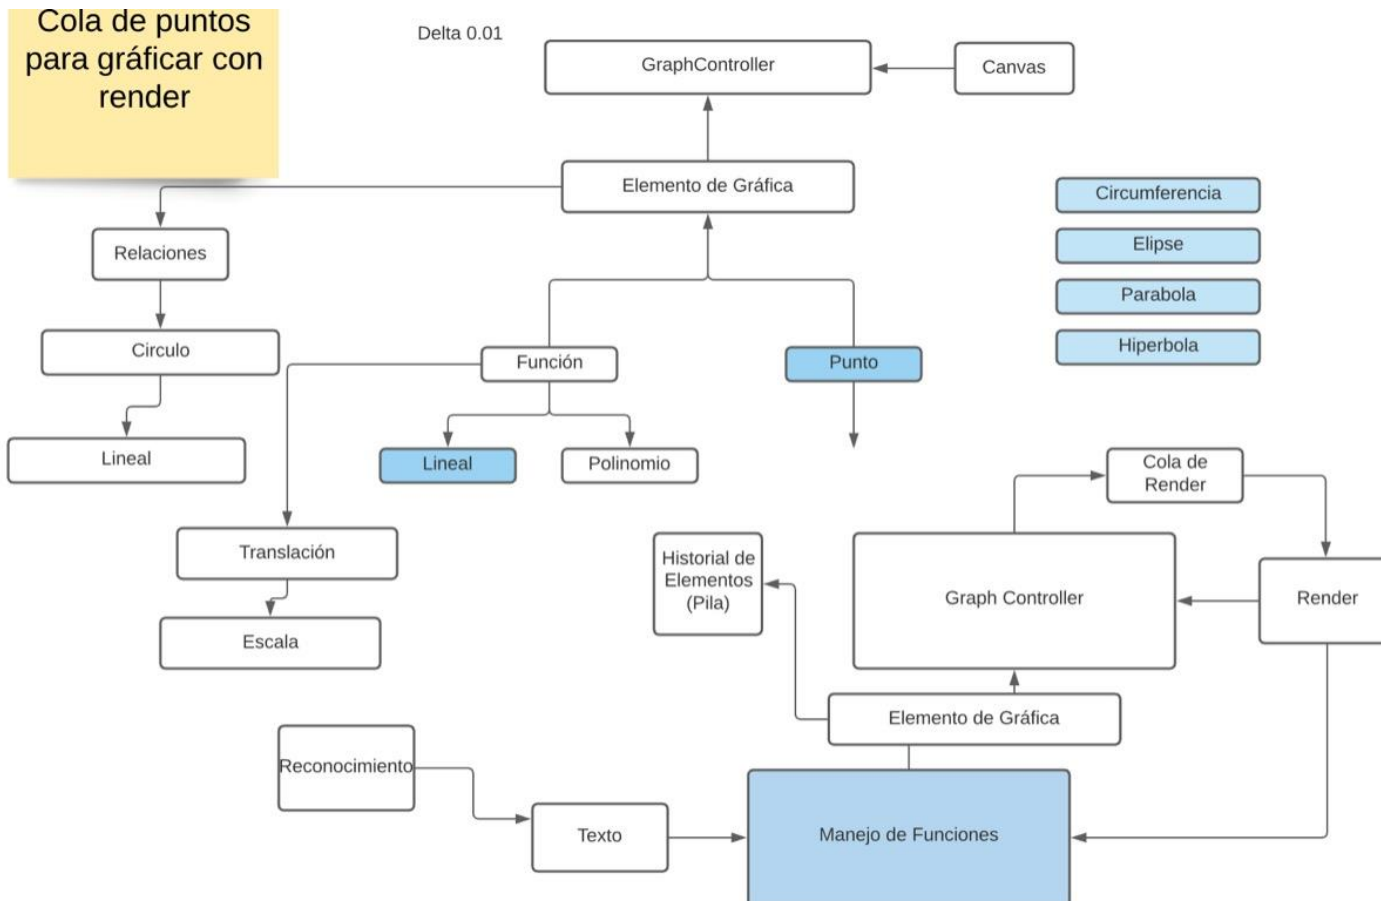 Cola de puntos
para gráficar con
render
Delta 0.01
GraphController
Canvas
Elemento de Gráfica
Circumferencia
Relaciones
Elipse
Parabola
Circulo
Función
Punto
Hiperbola
Lineal
Lineal
Polinomio
Cola de
Render
Translación
Historial de
Elementos
(Pila)
Graph Controller
Render
Escala
Elemento de Gráfica
Reconocimiento
Texto
Manejo de Funciones